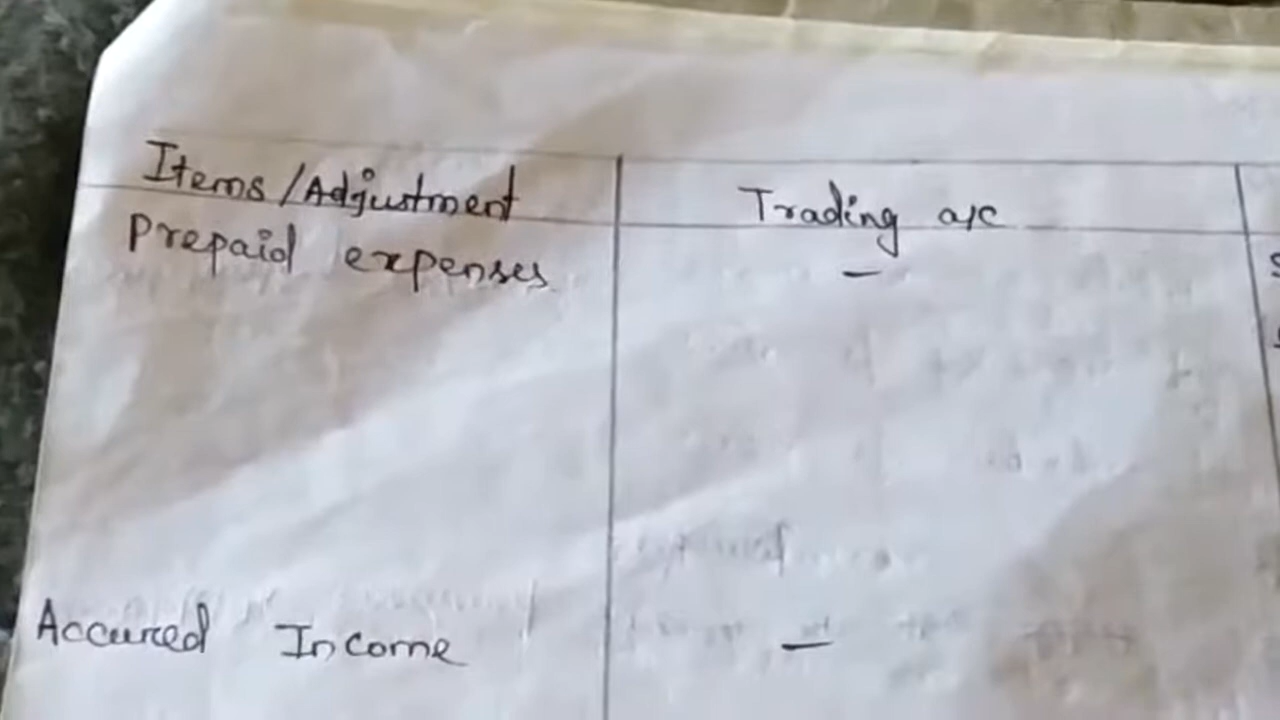 Items/Adjustment Trading a/c
Prepaid expenses –
Accured Income –